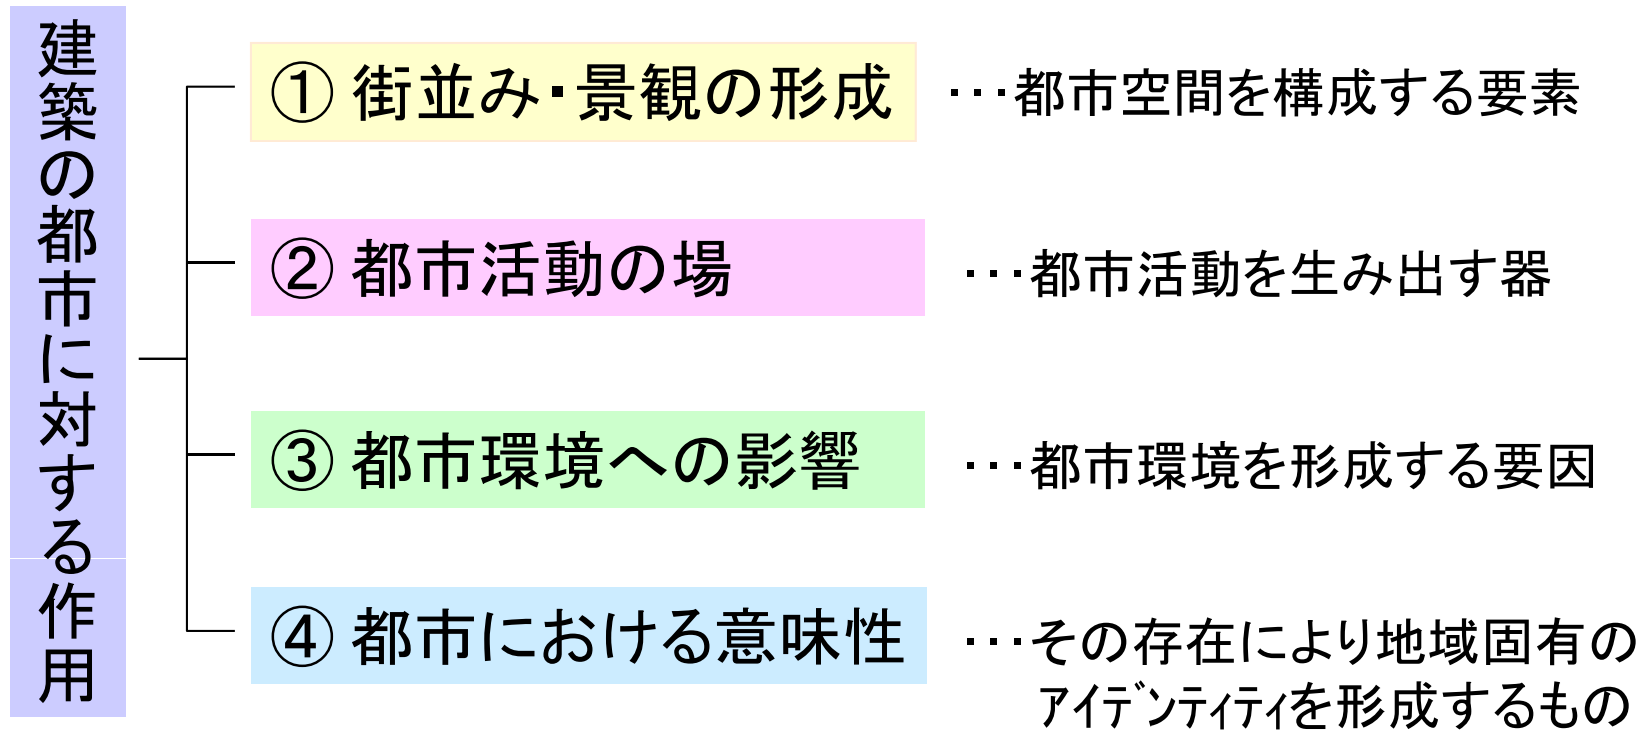 建築の都市に対する作用
① 街並み・景観の形成
･･･都市空間を構成する要素
② 都市活動の場
･･･都市活動を生み出す器
③ 都市環境への影響
･･･都市環境を形成する要因
④ 都市における意味性
･･･その存在により地域固有の
ｱｲﾃﾞﾝﾃｨﾃｨを形成するもの